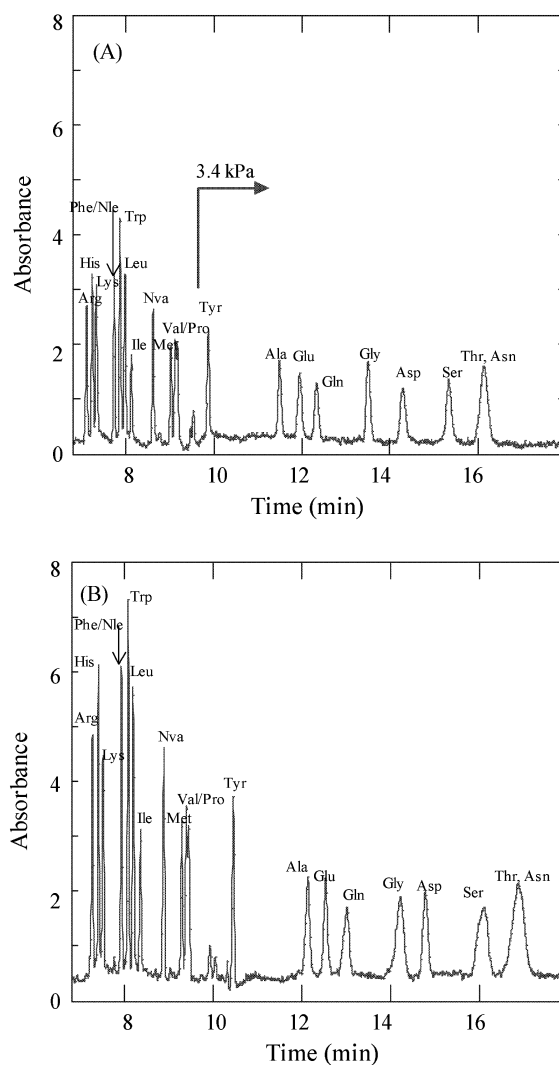 8
(A)
6
3.4 kPa
Phe/Nle
Trp
4
His
Leu
Lys
Arg
Nva
Val/Pro
Tyr
Ile Met
Ala Glu
Gly
Thr, Asn
2
Gln
Asp
Ser
0
8 10 12 14 16
Absorbance
Time (min)
8
(B)
Trp
Phe/Nle
His
Leu
6
Arg
Nva
Lys
Tyr
Val/Pro
4
Ile Met
Ala
Glu
Gln
Gly
Asp
Ser
Thr, Asn
2
0
8 10 12 14 16
Absorbance
Time (min)